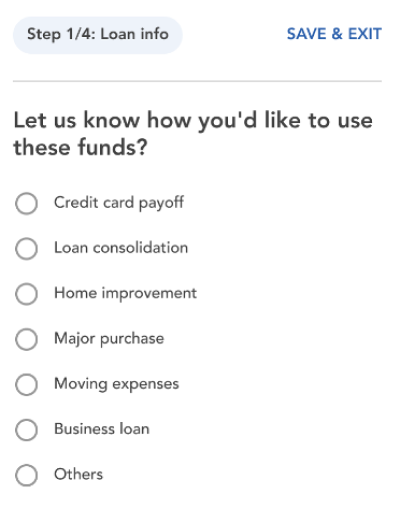 Step 1/4: Loan info
SAVE & EXIT
Let us know how you'd like to use
these funds?
Credit card payoff
Loan consolidation
Home improvement
Major purchase
Moving expenses
Business loan
Others